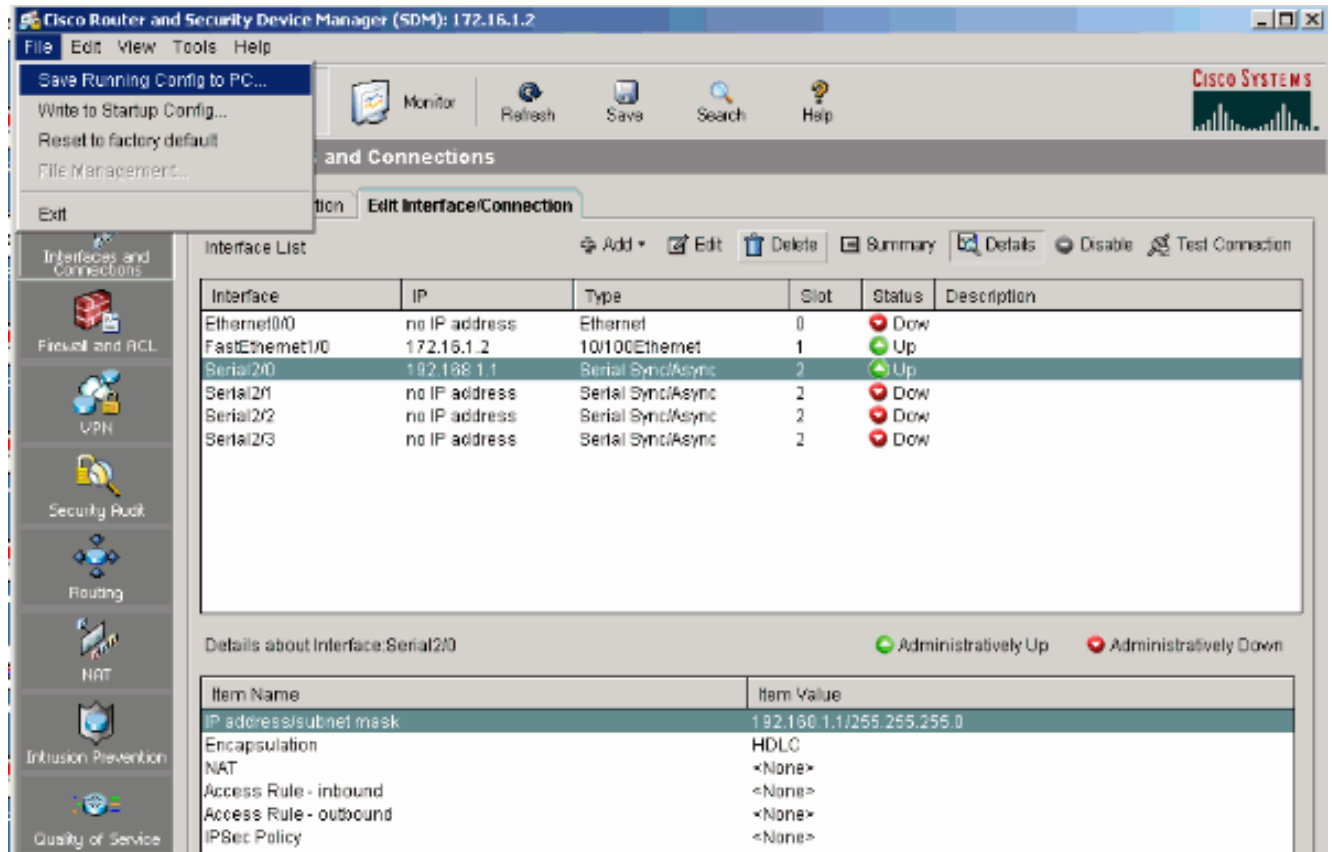 Cisco Router and Security Device Manager (SDM): 172.16.1.2
File Edit View Tools Help
Save Running Config to PC...
Write to Startup Config...
Reset to factory default
File Management...
Exit
Monitor Refresh Save Search Help
CISCO SYSTEMS
s and Connections
tion Edit Interface/Connection
Interfaces and Connections
Firewall and ACL
VPN
Security Audit
Routing
NAT
Intrusion Prevention
Quality of Service
Interface List Add Edit Delete Summary Details Disable Test Connection
Interface IP Type Slot Status Description
Ethernet0/0 no IP address Ethernet 0 Dow
FastEthernet1/0 172.16.1.2 10/100Ethernet 1 Up
Serial2/0 192.168.1.1 Serial Sync/Async 2 Up
Serial2/1 no IP address Serial Sync/Async 2 Dow
Serial2/2 no IP address Serial Sync/Async 2 Dow
Serial2/3 no IP address Serial Sync/Async 2 Dow
Details about Interface:Serial2/0 Administratively Up Administratively Down
Item Name Item Value
IP address/subnet mask 192.168.1.1/255.255.255.0
Encapsulation HDLC
NAT <None>
Access Rule - inbound <None>
Access Rule - outbound <None>
IPSec Policy <None>